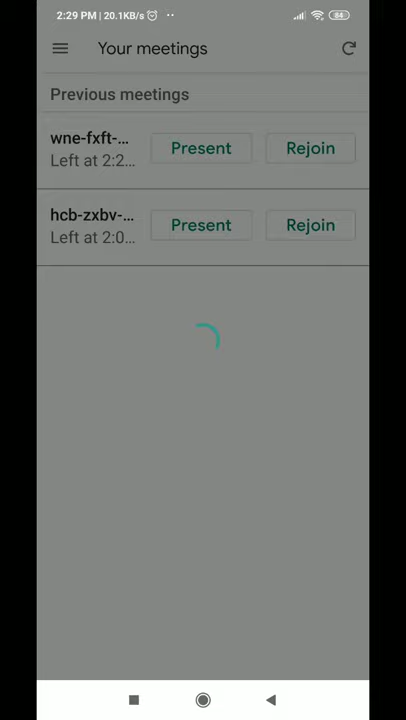 2:29 PM | 20.1KB/s
84
Your meetings
Previous meetings
wne-fxft-...
Present
Rejoin
Left at 2:2...
hcb-zxbv-...
Present
Rejoin
Left at 2:0...